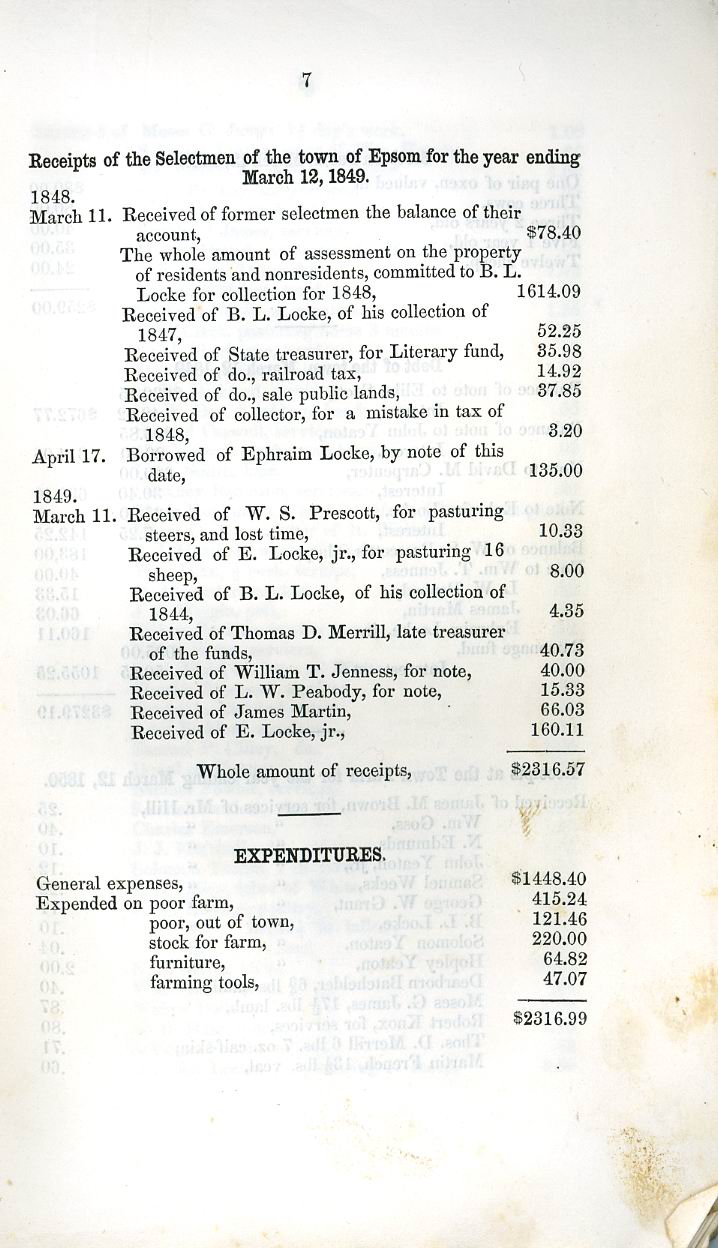 7
Receipts of the Selectmen of the town of Epsom for the year ending
March 12, 1849.
1848.
March 11. Received of former selectmen the balance of their
account, $78.40
The whole amount of assessment on the property
of residents and nonresidents, committed to B. L.
Locke for collection for 1848, 1614.09
Received of B. L. Locke, of his collection of
1847, 52.25
Received of State treasurer, for Literary fund, 35.98
Received of do., railroad tax, 14.92
Received of do., sale public lands, 37.85
Received of collector, for a mistake in tax of
1848, 3.20
April 17. Borrowed of Ephraim Locke, by note of this
date, 135.00
1849.
March 11. Received of W. S. Prescott, for pasturing
steers, and lost time, 10.33
Received of E. Locke, jr., for pasturing 16
sheep, 8.00
Received of B. L. Locke, of his collection of
1844, 4.35
Received of Thomas D. Merrill, late treasurer
of the funds, 40.73
Received of William T. Jenness, for note, 40.00
Received of L. W. Peabody, for note, 15.33
Received of James Martin, 66.03
Received of E. Locke, jr., 160.11
Whole amount of receipts, $2316.57
EXPENDITURES.
General expenses, $1448.40
Expended on poor farm, 415.24
poor, out of town, 121.46
stock for farm, 220.00
furniture, 64.82
farming tools, 47.07
$2316.99